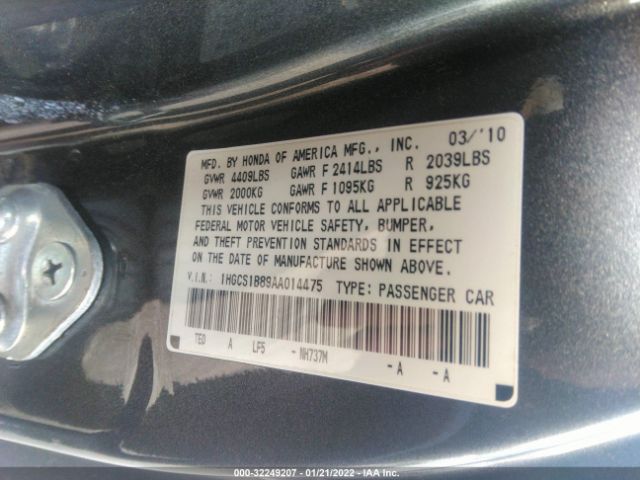 MFD. BY HONDA OF AMERICA MFG., INC. 03/'10
GVWR 4409LBS GAWR F 2414LBS R 2039LBS
GVWR 2000KG GAWR F 1095KG R 925KG
THIS VEHICLE CONFORMS TO ALL APPLICABLE
FEDERAL MOTOR VEHICLE SAFETY, BUMPER,
AND THEFT PREVENTION STANDARDS IN EFFECT
ON THE DATE OF MANUFACTURE SHOWN ABOVE.
V.I.N.: 1HGCS1B89AA014475 TYPE: PASSENGER CAR
TED A LF5 - NH737M - A - A
000-32249207 - 01/21/2022 - IAA Inc.